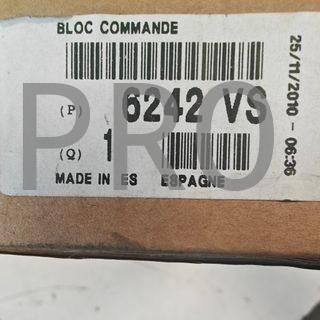 BLOC COMMANDE
(P) 6242 VS
(Q) 1
MADE IN ES ESPAGNE
25/11/2010 - 06:36
PRO